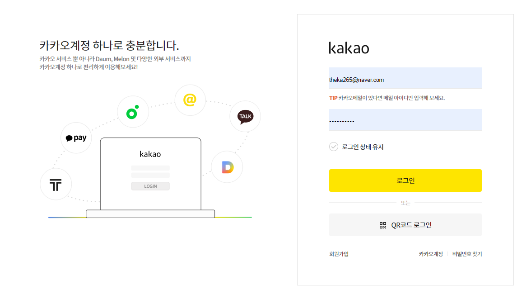 카카오계정 하나로 충분합니다.
카카오 서비스 뿐 아니라 Daum, Melon 등 다양한 외부 서비스까지
카카오계정 하나로 편리하게 이용해보세요!
@
TALK
pay
kakao
LOGIN
D
kakao
theka265@naver.com
TIP 카카오메일이 있다면 메일 아이디만 입력해 보세요.
로그인 상태 유지
로그인
또는
QR코드 로그인
회원가입
카카오계정
비밀번호 찾기